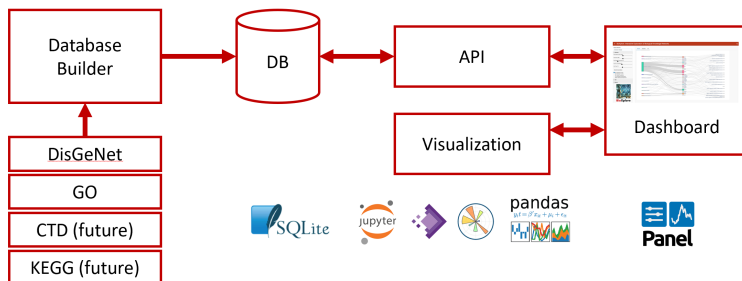 Database
Builder
DB
API
Visualization
Dashboard
DisGeNet
GO
CTD (future)
KEGG (future)
SQLite
jupyter
pandas
Panel